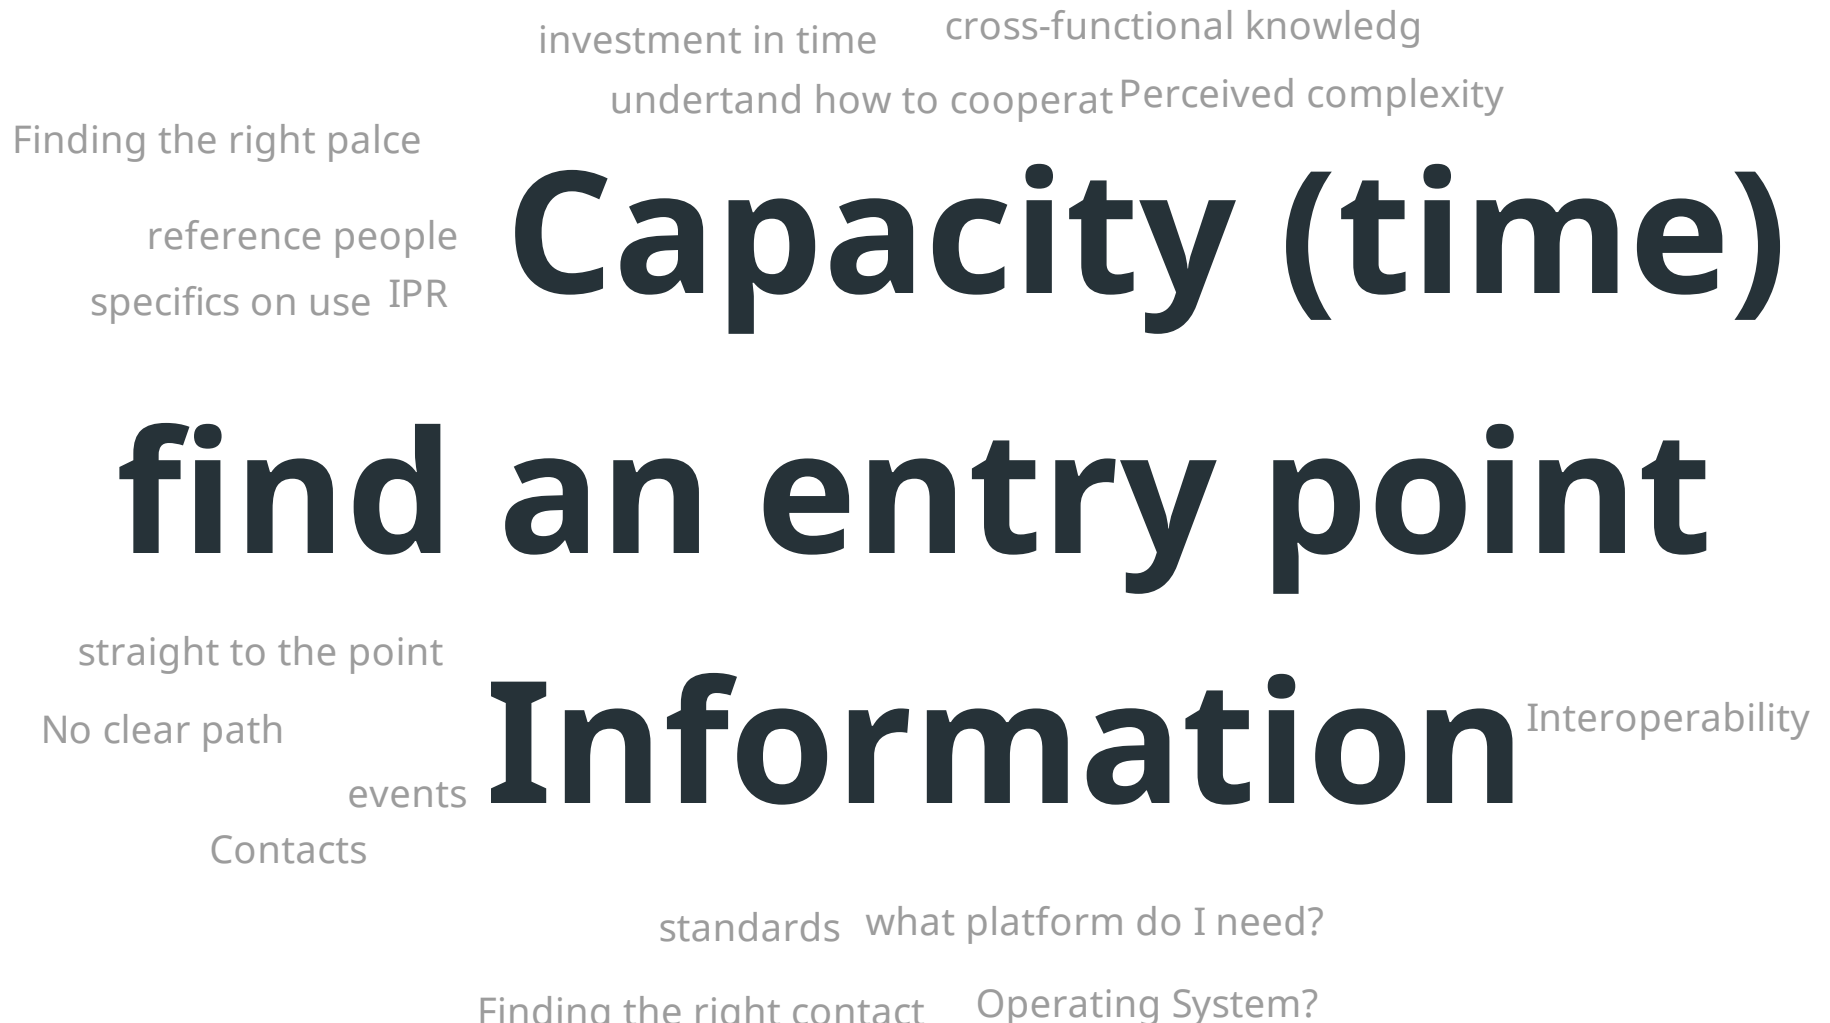 investment in time
cross-functional knowledg
undertand how to cooperat
Perceived complexity
Finding the right palce
Capacity (time)
reference people
specifics on use
IPR
find an entry point
straight to the point
Information
Interoperability
No clear path
events
Contacts
standards
what platform do I need?
Finding the right contact
Operating System?